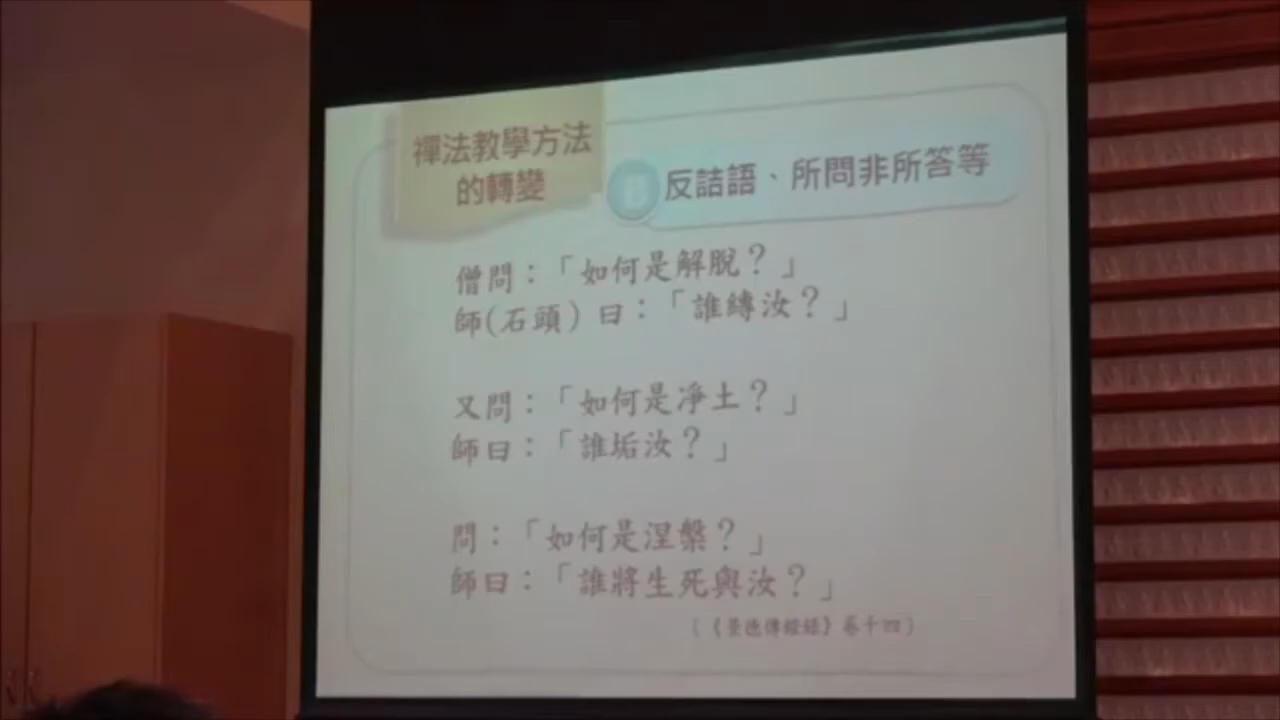 禪法教學方法
的轉變
B 反詰語、所問非所答等
僧問：「如何是解脫？」
師(石頭)曰：「誰縛汝？」
又問：「如何是淨土？」
師曰：「誰垢汝？」
問：「如何是涅槃？」
師曰：「誰將生死與汝？」
(《景德傳燈錄》卷十四)